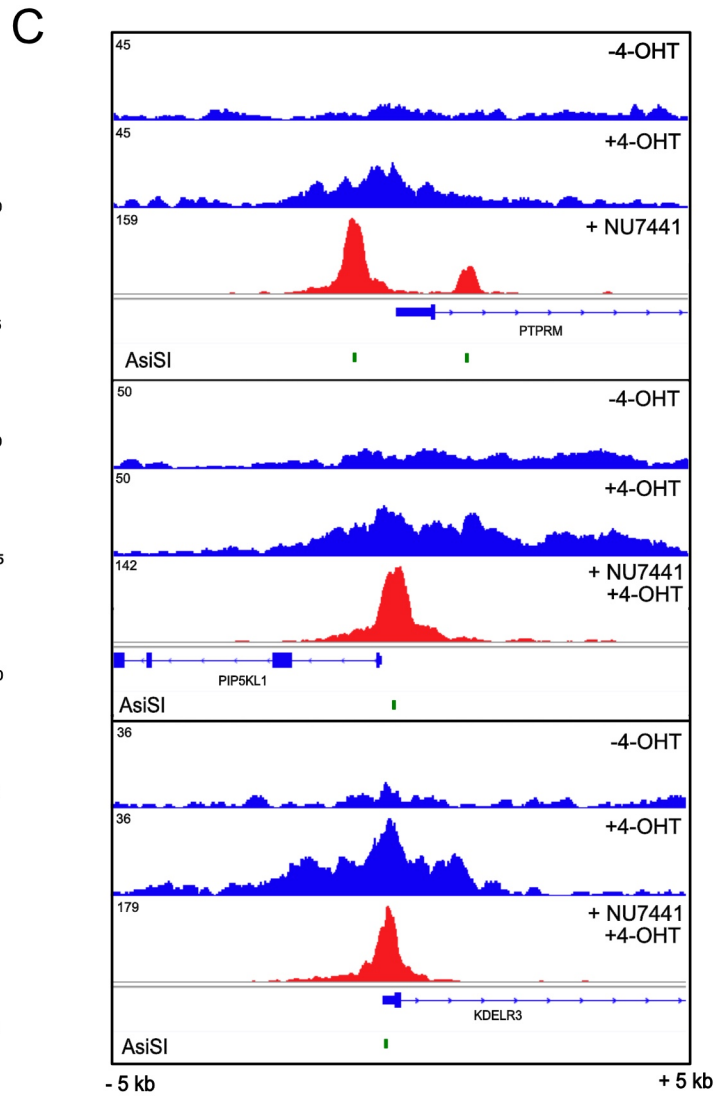 C
45
-4-OHT
45
+4-OHT
159
+ NU7441
PTPRM
AsiSI
50
-4-OHT
50
+4-OHT
142
+ NU7441
+4-OHT
PIP5KL1
AsiSI
36
-4-OHT
36
+4-OHT
179
+ NU7441
+4-OHT
KDELR3
AsiSI
- 5 kb
+ 5 kb